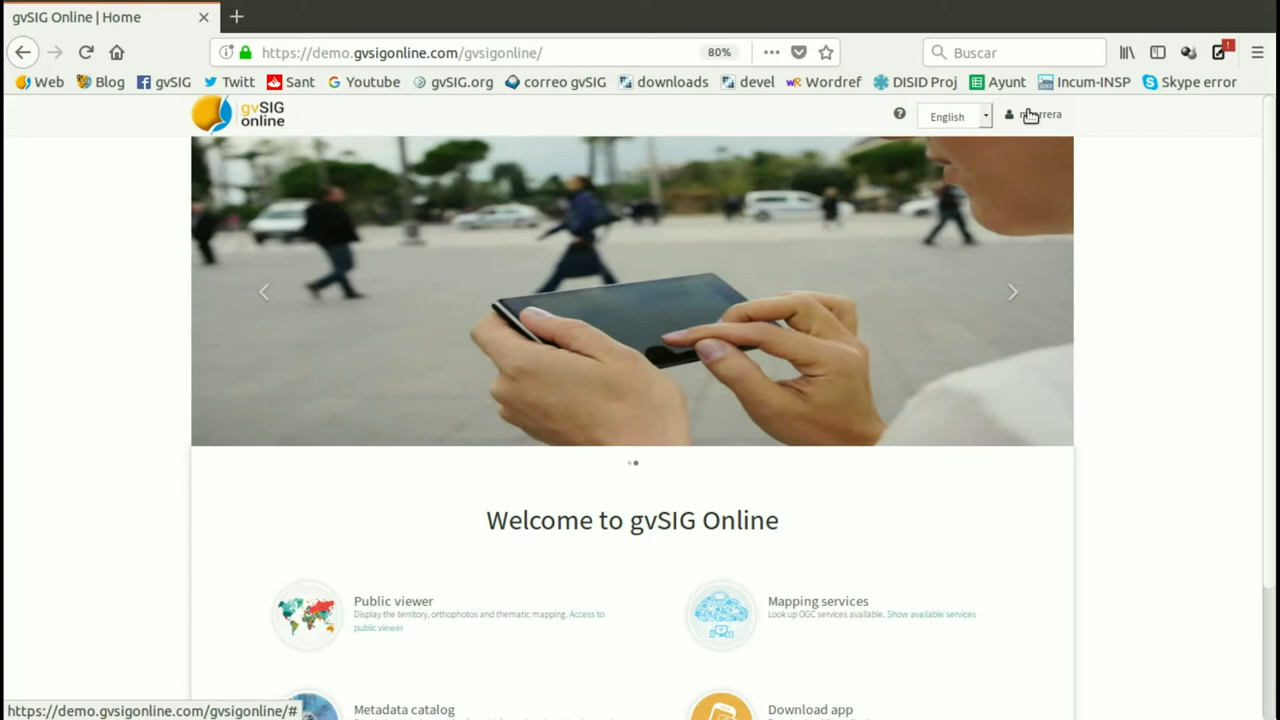 gvSIG Online | Home
https://demo.gvsigonline.com/gvsigonline/
80%
Buscar
Web
Blog
gvSIG
Twitt
Sant
Youtube
gvSIG.org
correo gvSIG
downloads
devel
Wordref
DISID Proj
Ayunt
Incum-INSP
Skype error
gvSIG
online
English
Welcome to gvSIG Online
Public viewer
Display the territory, orthophotos and thematic mapping. Access to
public viewer
Mapping services
Look up OGC services available. Show available services
Metadata catalog
Download app
https://demo.gvsigonline.com/gvsigonline/#